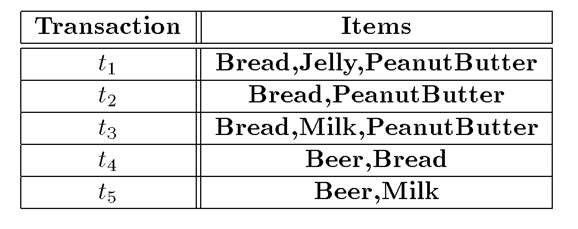 Transaction Items
t1 Bread,Jelly,PeanutButter
t2 Bread,PeanutButter
t3 Bread,Milk,PeanutButter
t4 Beer,Bread
t5 Beer,Milk